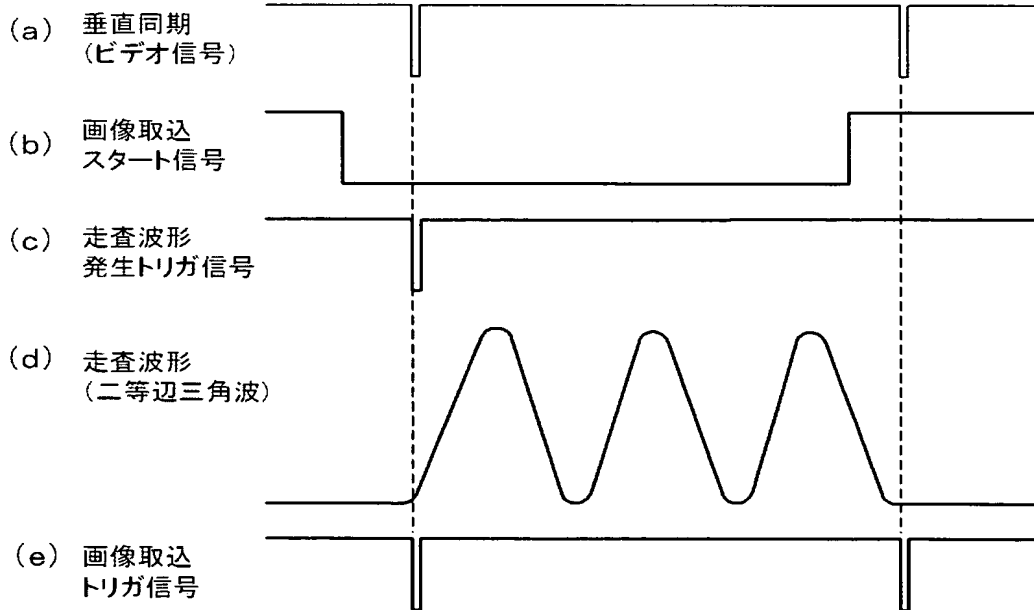 (a) 垂直同期
(ビデオ信号)
(b) 画像取込
スタート信号
(c) 走査波形
発生トリガ信号
(d) 走査波形
(二等辺三角波)
(e) 画像取込
トリガ信号